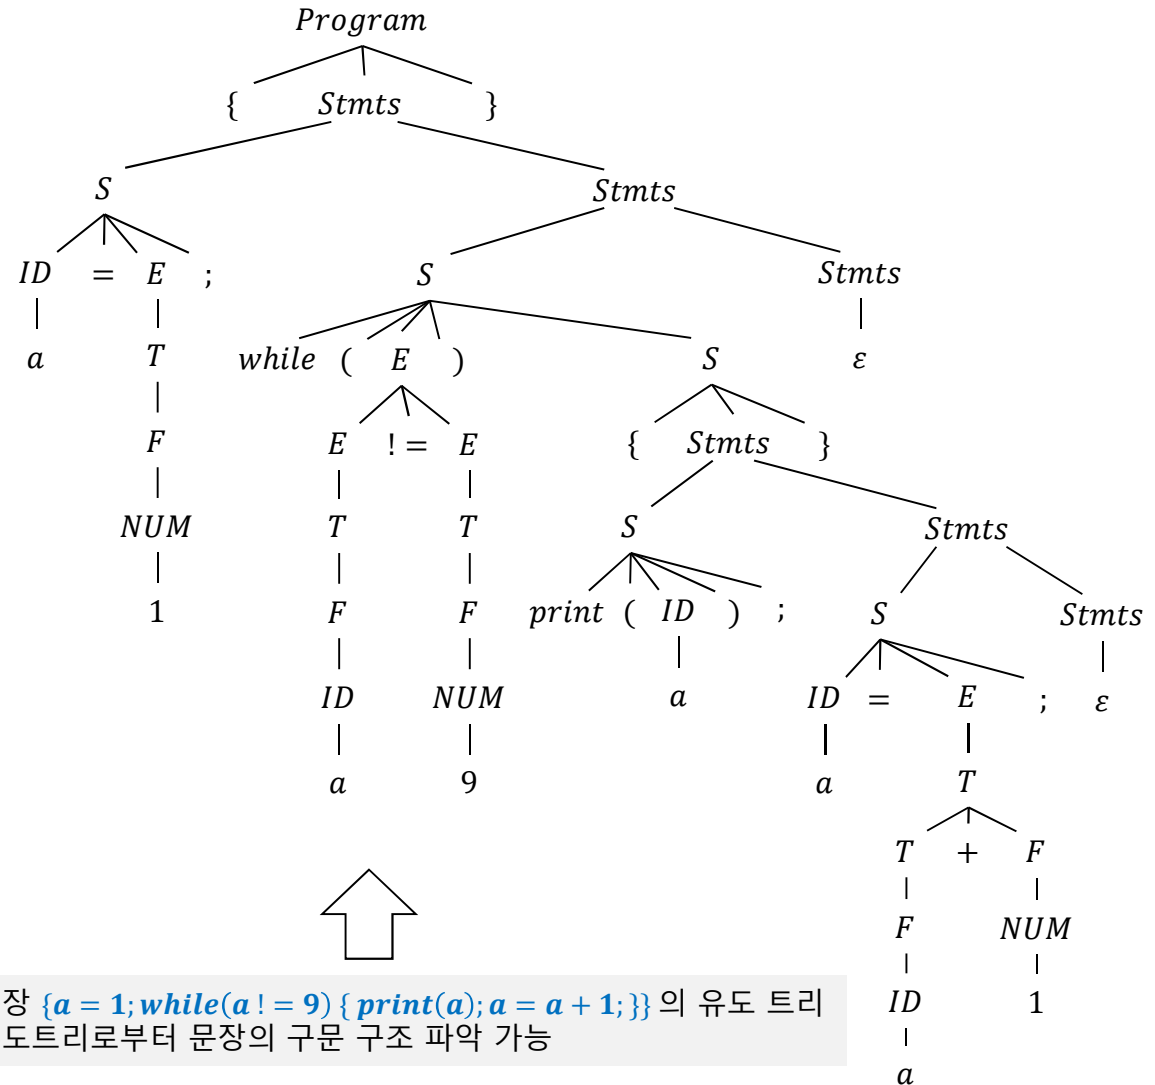 Program
{ Stmts }
S Stmts
ID = E ; S Stmts
a T while ( E ) S ε
F E != E { Stmts }
NUM T T S Stmts
1 F F print ( ID ) ; S Stmts
ID NUM a ID = E ; ε
a 9 a T
T + F
F NUM
장 {a = 1; while(a != 9) { print(a); a = a + 1; }} 의 유도 트리
ID 1
도트리로부터 문장의 구문 구조 파악 가능
a